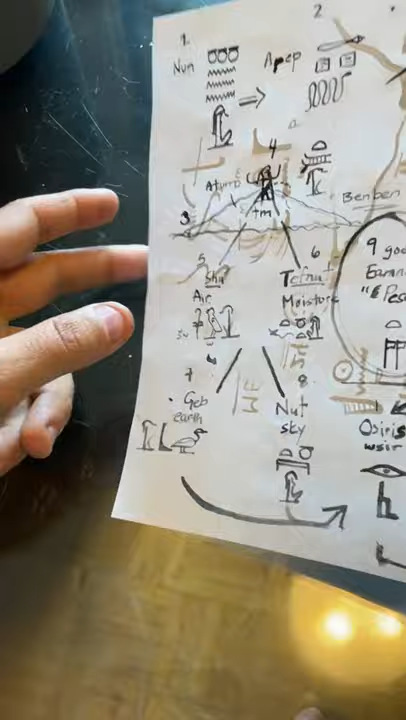 1.
2
Nun
Apep
4
Atum
tm
Benben
3
5
Shu
Air
6
Tefnut
Moisture
9 god
"Pes
7
Geb
earth
8
Nut
sky
Osiris
wsir